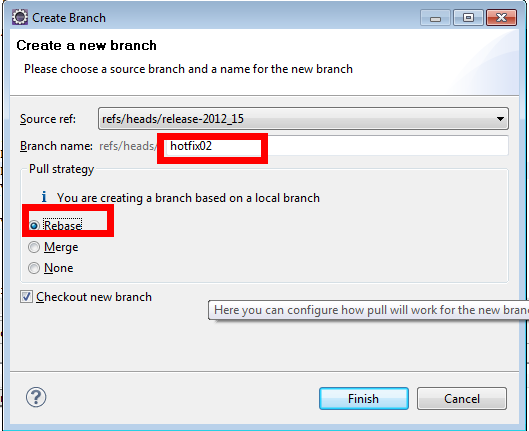 Create Branch
Create a new branch
Please choose a source branch and a name for the new branch
Source ref: refs/heads/release-2012_15
Branch name: refs/heads/ hotfix02
Pull strategy
i You are creating a branch based on a local branch
Rebase
Merge
None
Checkout new branch
Here you can configure how pull will work for the new
? Finish Cancel